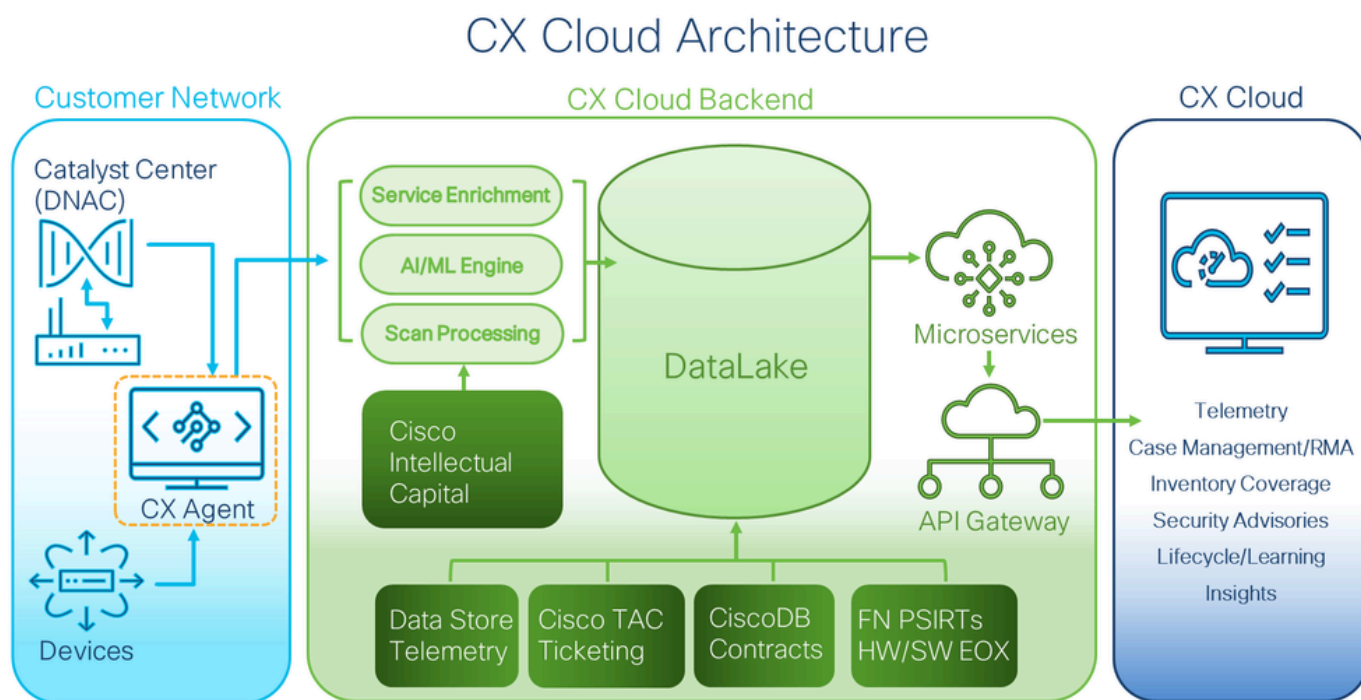 CX Cloud Architecture
Customer Network
Catalyst Center
(DNAC)
CX Agent
Devices
CX Cloud Backend
Service Enrichment
AI/ML Engine
Scan Processing
Cisco
Intellectual
Capital
DataLake
Microservices
API Gateway
Data Store
Telemetry
Cisco TAC
Ticketing
CiscoDB
Contracts
FN PSIRTs
HW/SW EOX
CX Cloud
Telemetry
Case Management/RMA
Inventory Coverage
Security Advisories
Lifecycle/Learning
Insights